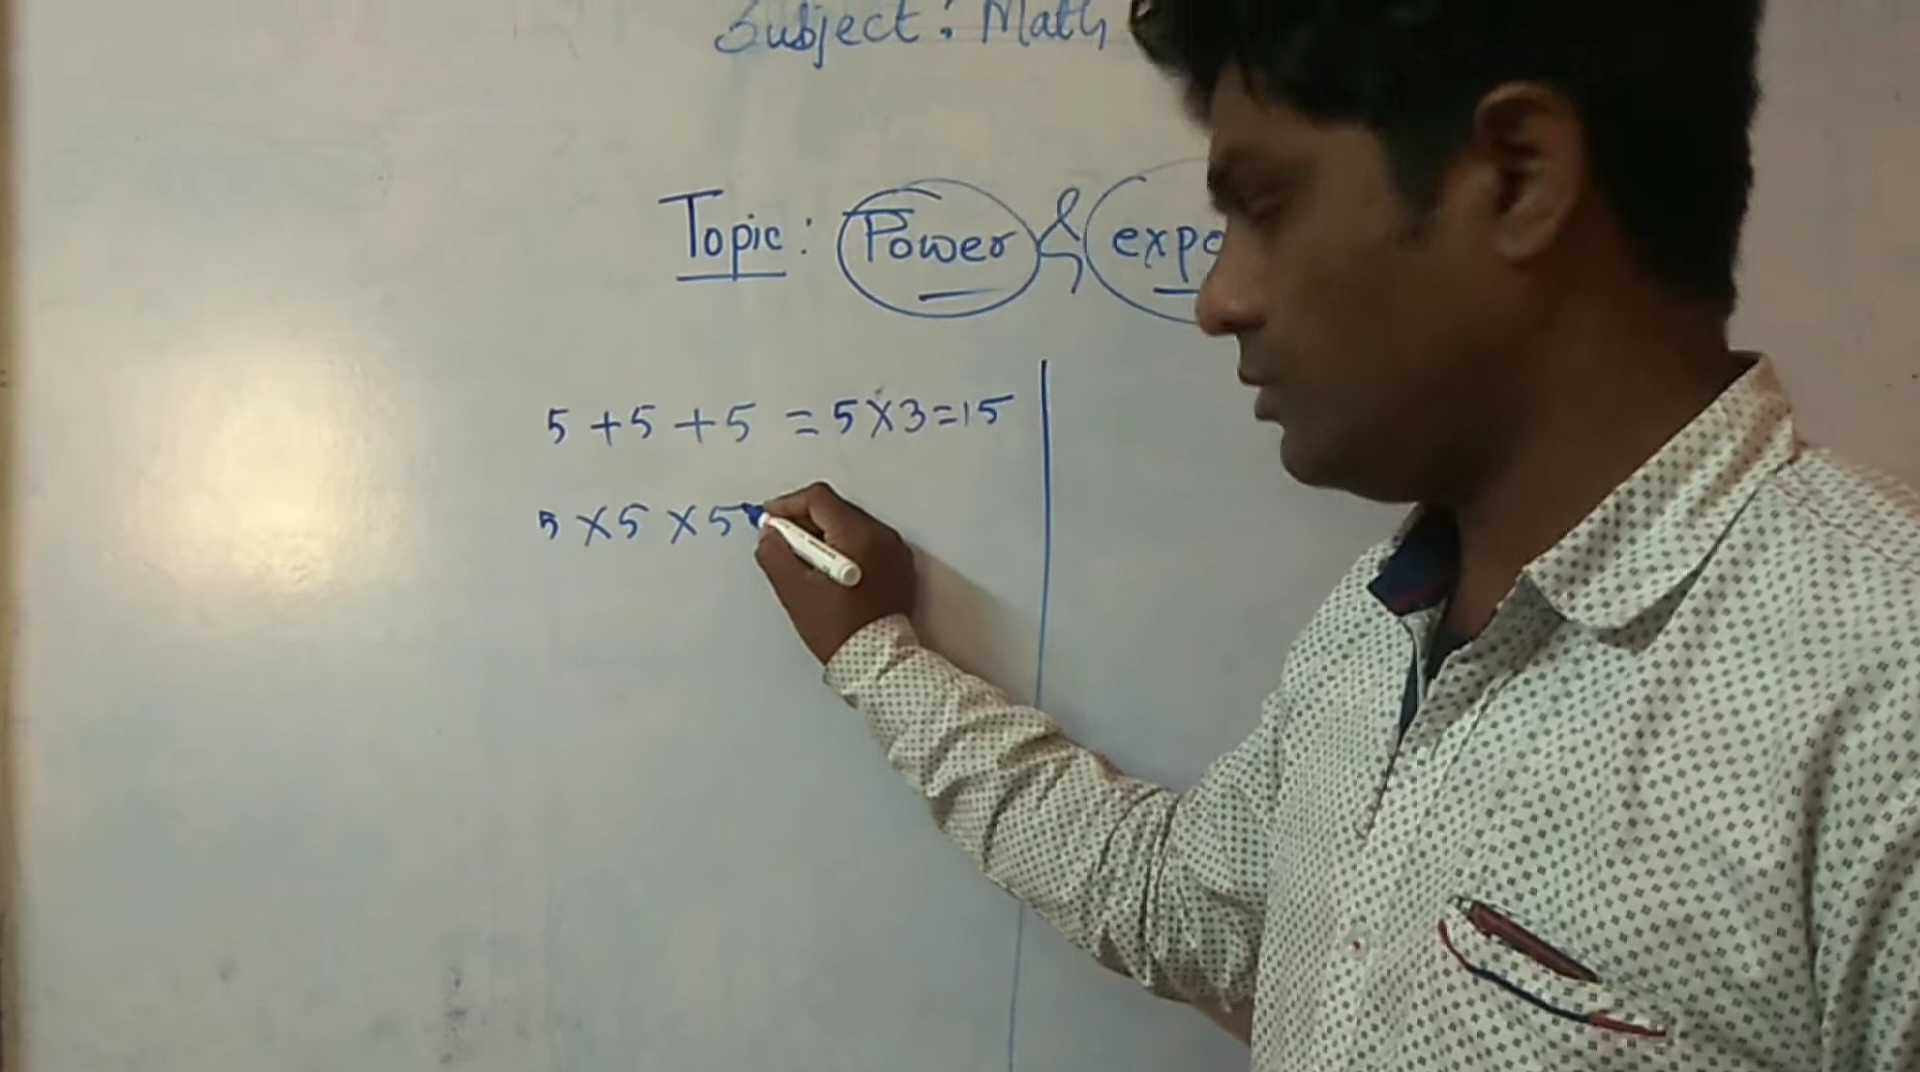 Subject : Math
Topic : Power & expo
5 + 5 + 5 = 5 × 3 = 15
5 × 5 × 5